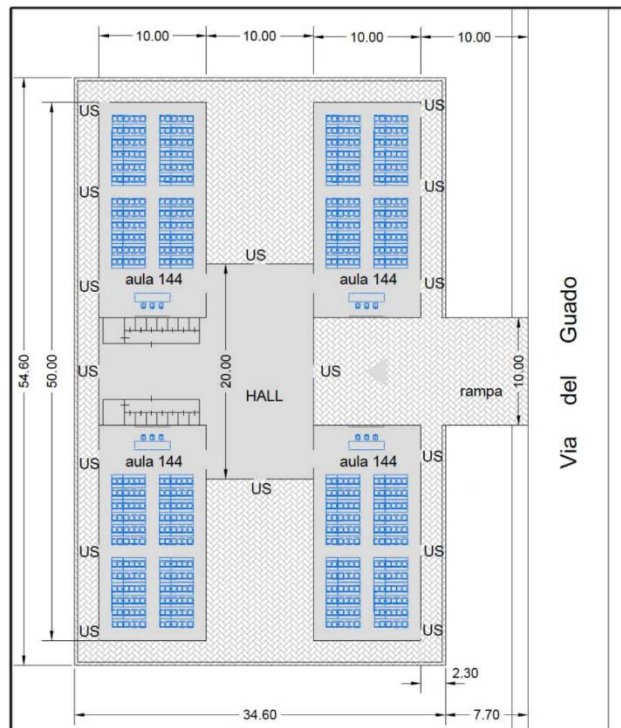 10.00 10.00 10.00 10.00
US US
US US
aula 144 US aula 144
US US
54.60
50.00
US 20.00 US
HALL
rampa
10.00
Via del Guado
aula 144 aula 144
US US
US
US US
US US
2.30
34.60 7.70